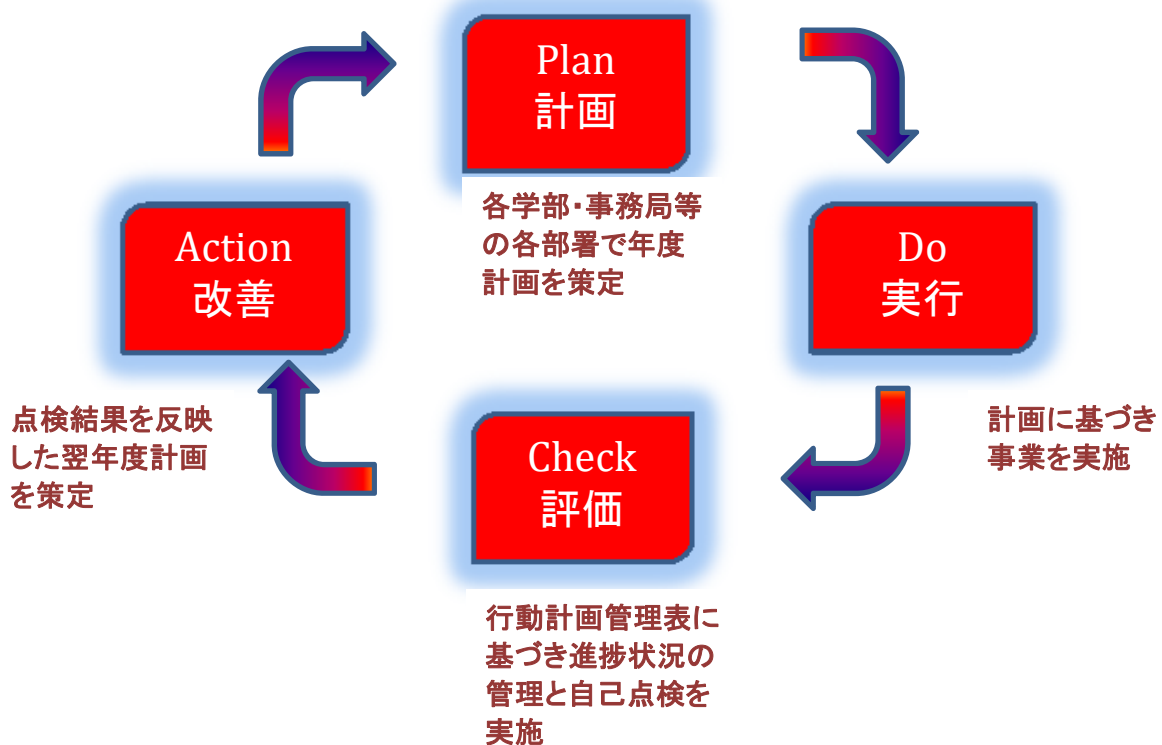 Plan
計画
各学部・事務局等
の各部署で年度
計画を策定
Do
実行
計画に基づき
事業を実施
Check
評価
行動計画管理表に
基づき進捗状況の
管理と自己点検を
実施
Action
改善
点検結果を反映
した翌年度計画
を策定